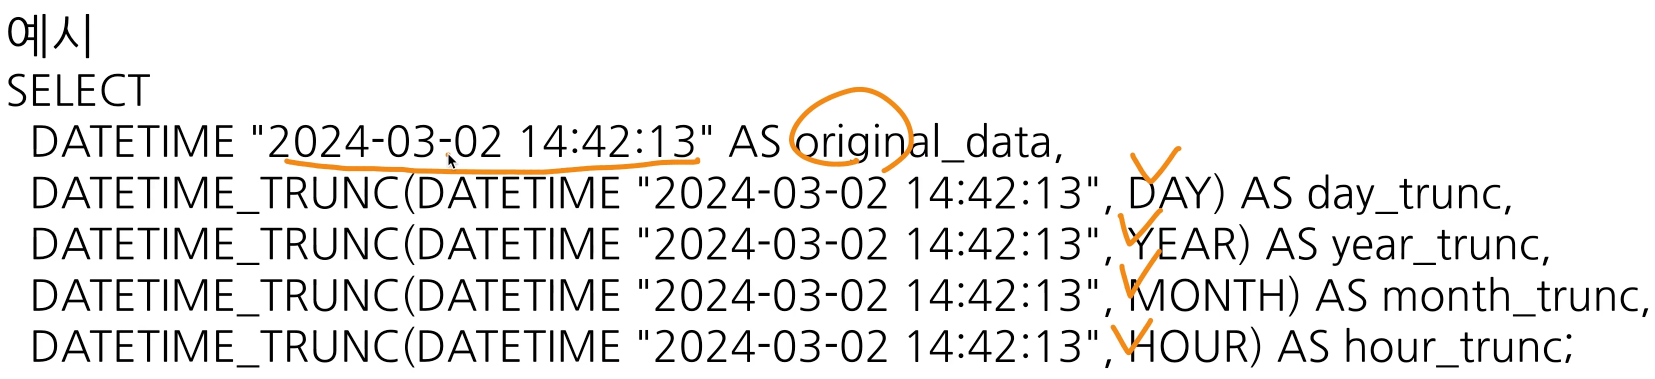 예시
SELECT
DATETIME "2024-03-02 14:42:13" AS original_data,
DATETIME_TRUNC(DATETIME "2024-03-02 14:42:13", DAY) AS day_trunc,
DATETIME_TRUNC(DATETIME "2024-03-02 14:42:13", YEAR) AS year_trunc,
DATETIME_TRUNC(DATETIME "2024-03-02 14:42:13", MONTH) AS month_trunc,
DATETIME_TRUNC(DATETIME "2024-03-02 14:42:13", HOUR) AS hour_trunc;